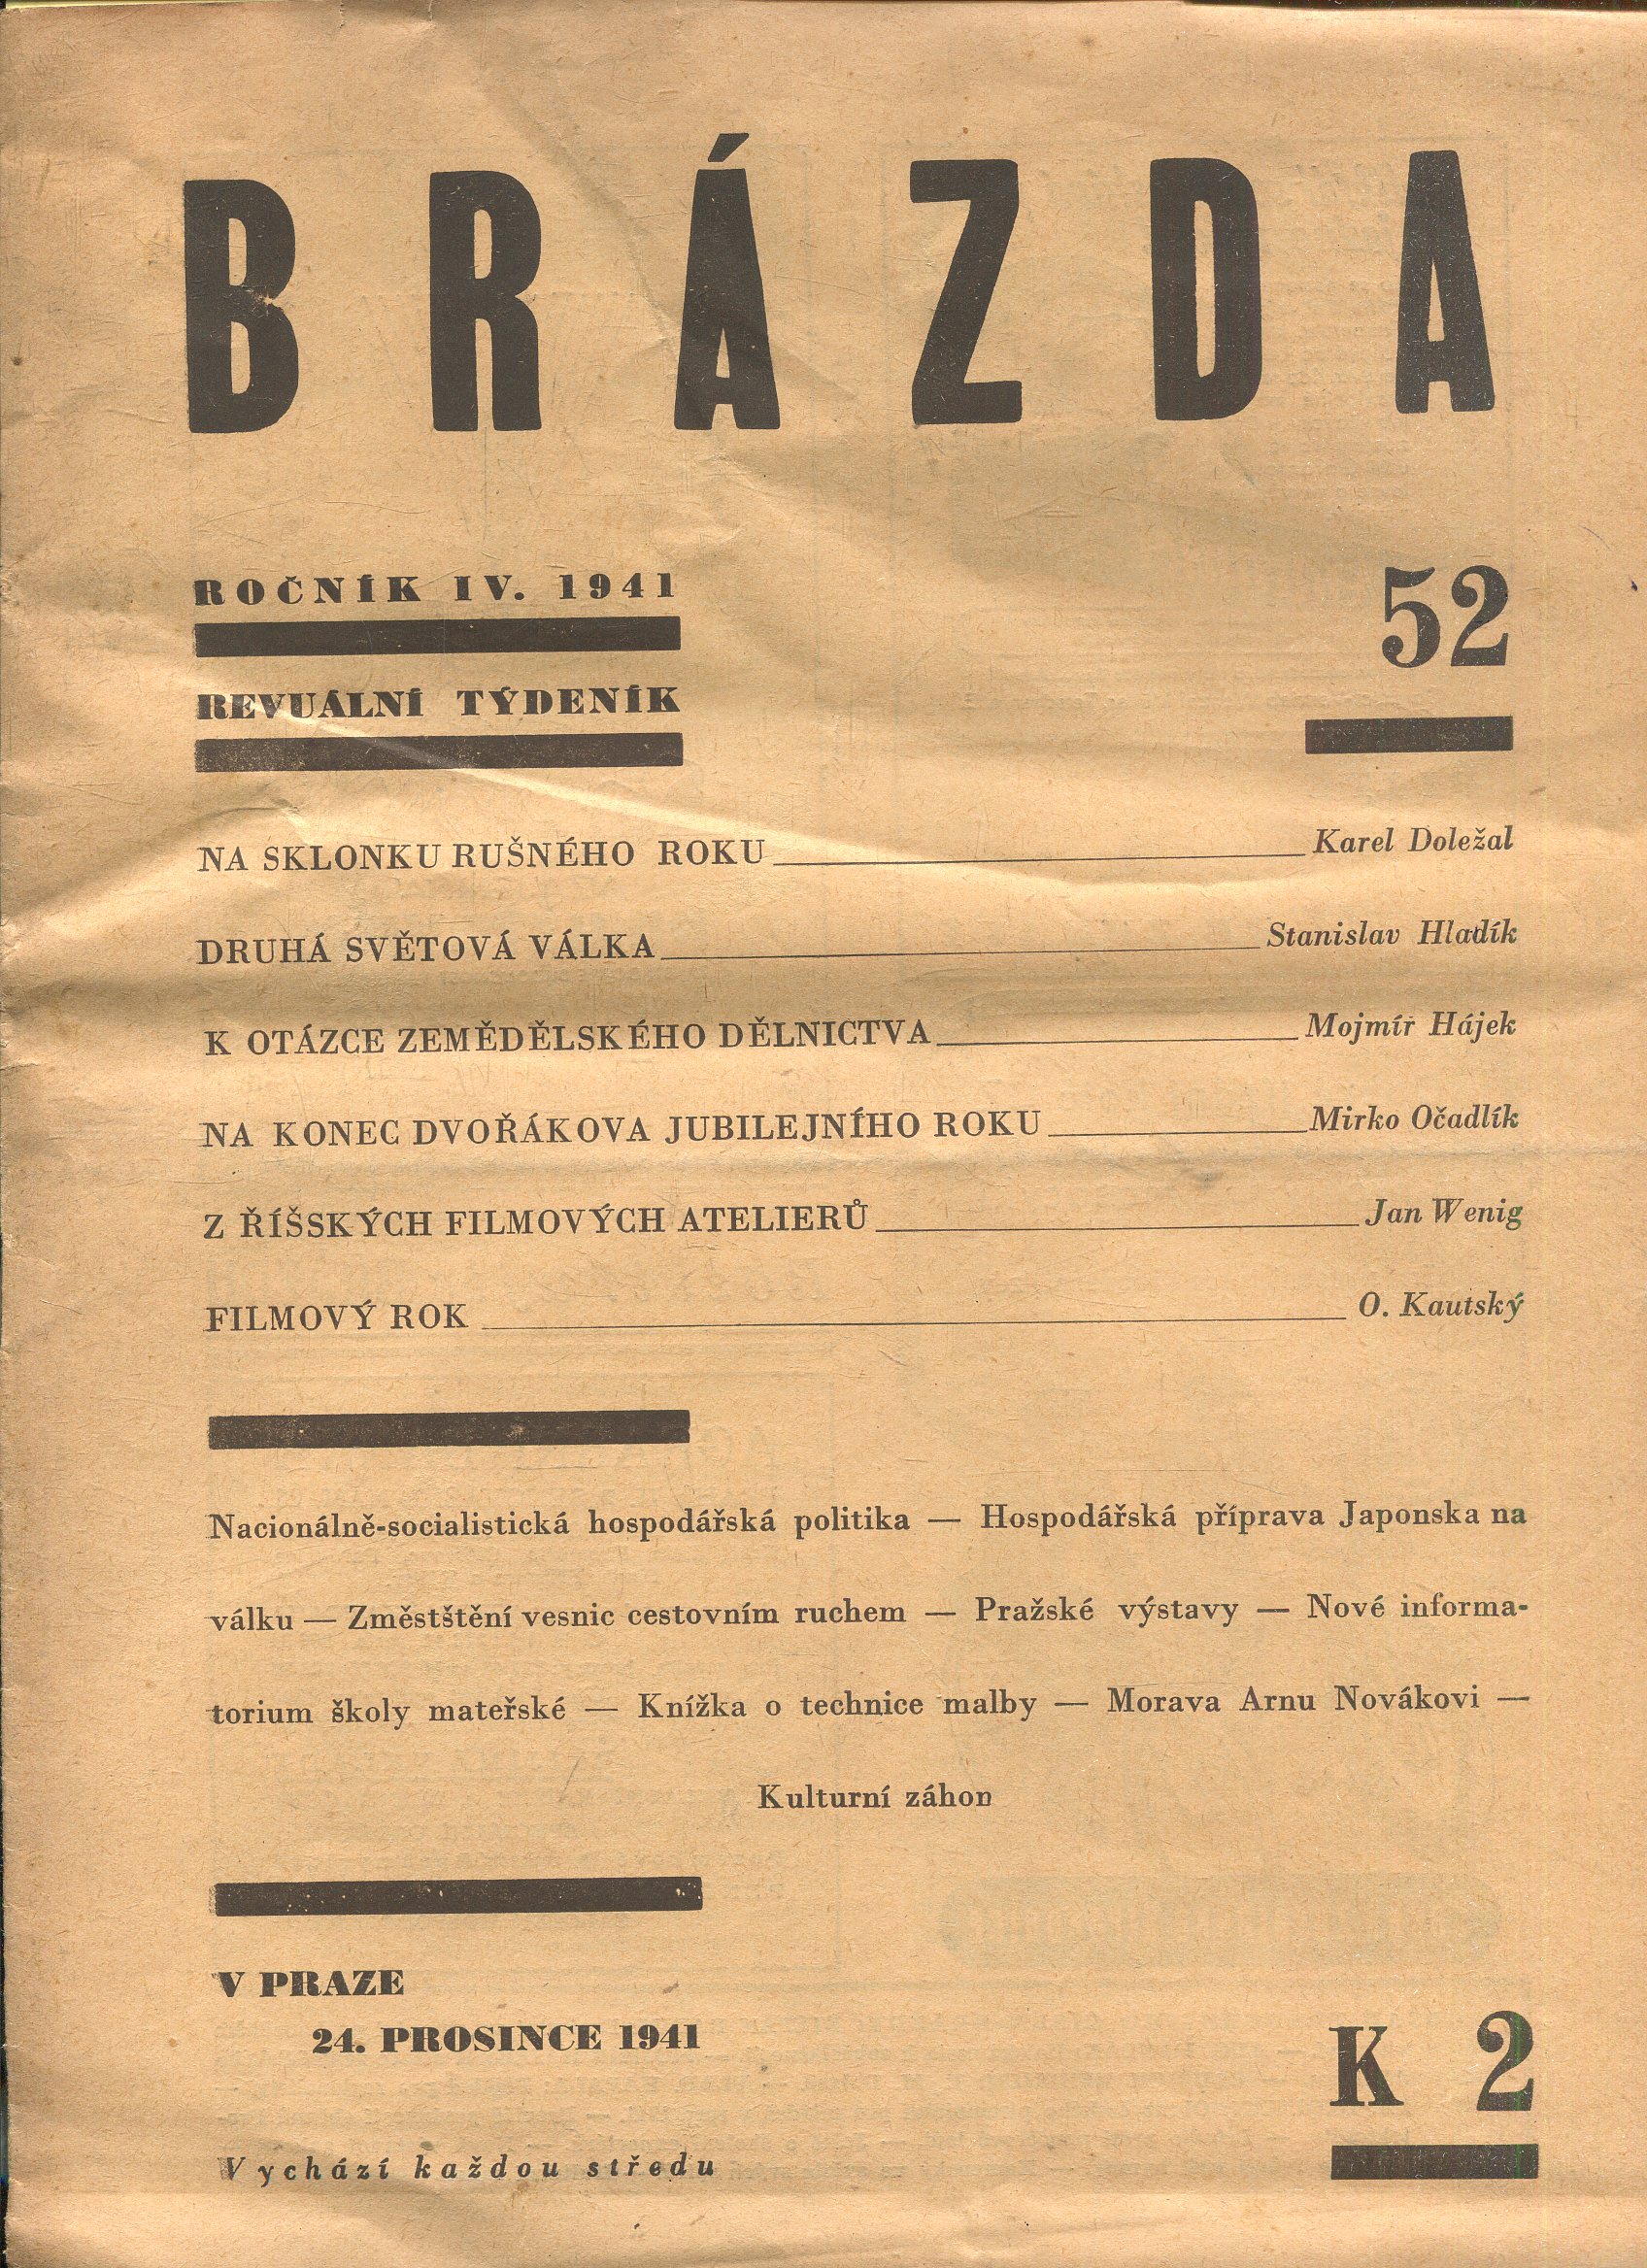 BRÁZDA
ROČNÍK IV. 1941
52
REVUÁLNÍ TÝDENÍK
NA SKLONKU RUŠNÉHO ROKU Karel Doležal
DRUHÁ SVĚTOVÁ VÁLKA Stanislav Hladík
K OTÁZCE ZEMĚDĚLSKÉHO DĚLNICTVA Mojmír Hájek
NA KONEC DVOŘÁKOVA JUBILEJNÍHO ROKU Mirko Očadlík
Z ŘÍŠSKÝCH FILMOVÝCH ATELIERŮ Jan Wenig
FILMOVÝ ROK O. Kautský
Nacionálně-socialistická hospodářská politika — Hospodářská příprava Japonska na
válku — Změstštění vesnic cestovním ruchem — Pražské výstavy — Nové informa-
torium školy mateřské — Knížka o technice malby — Morava Arnu Novákovi —
Kulturní záhon
V PRAZE
24. PROSINCE 1941
K 2
Vychází každou středu